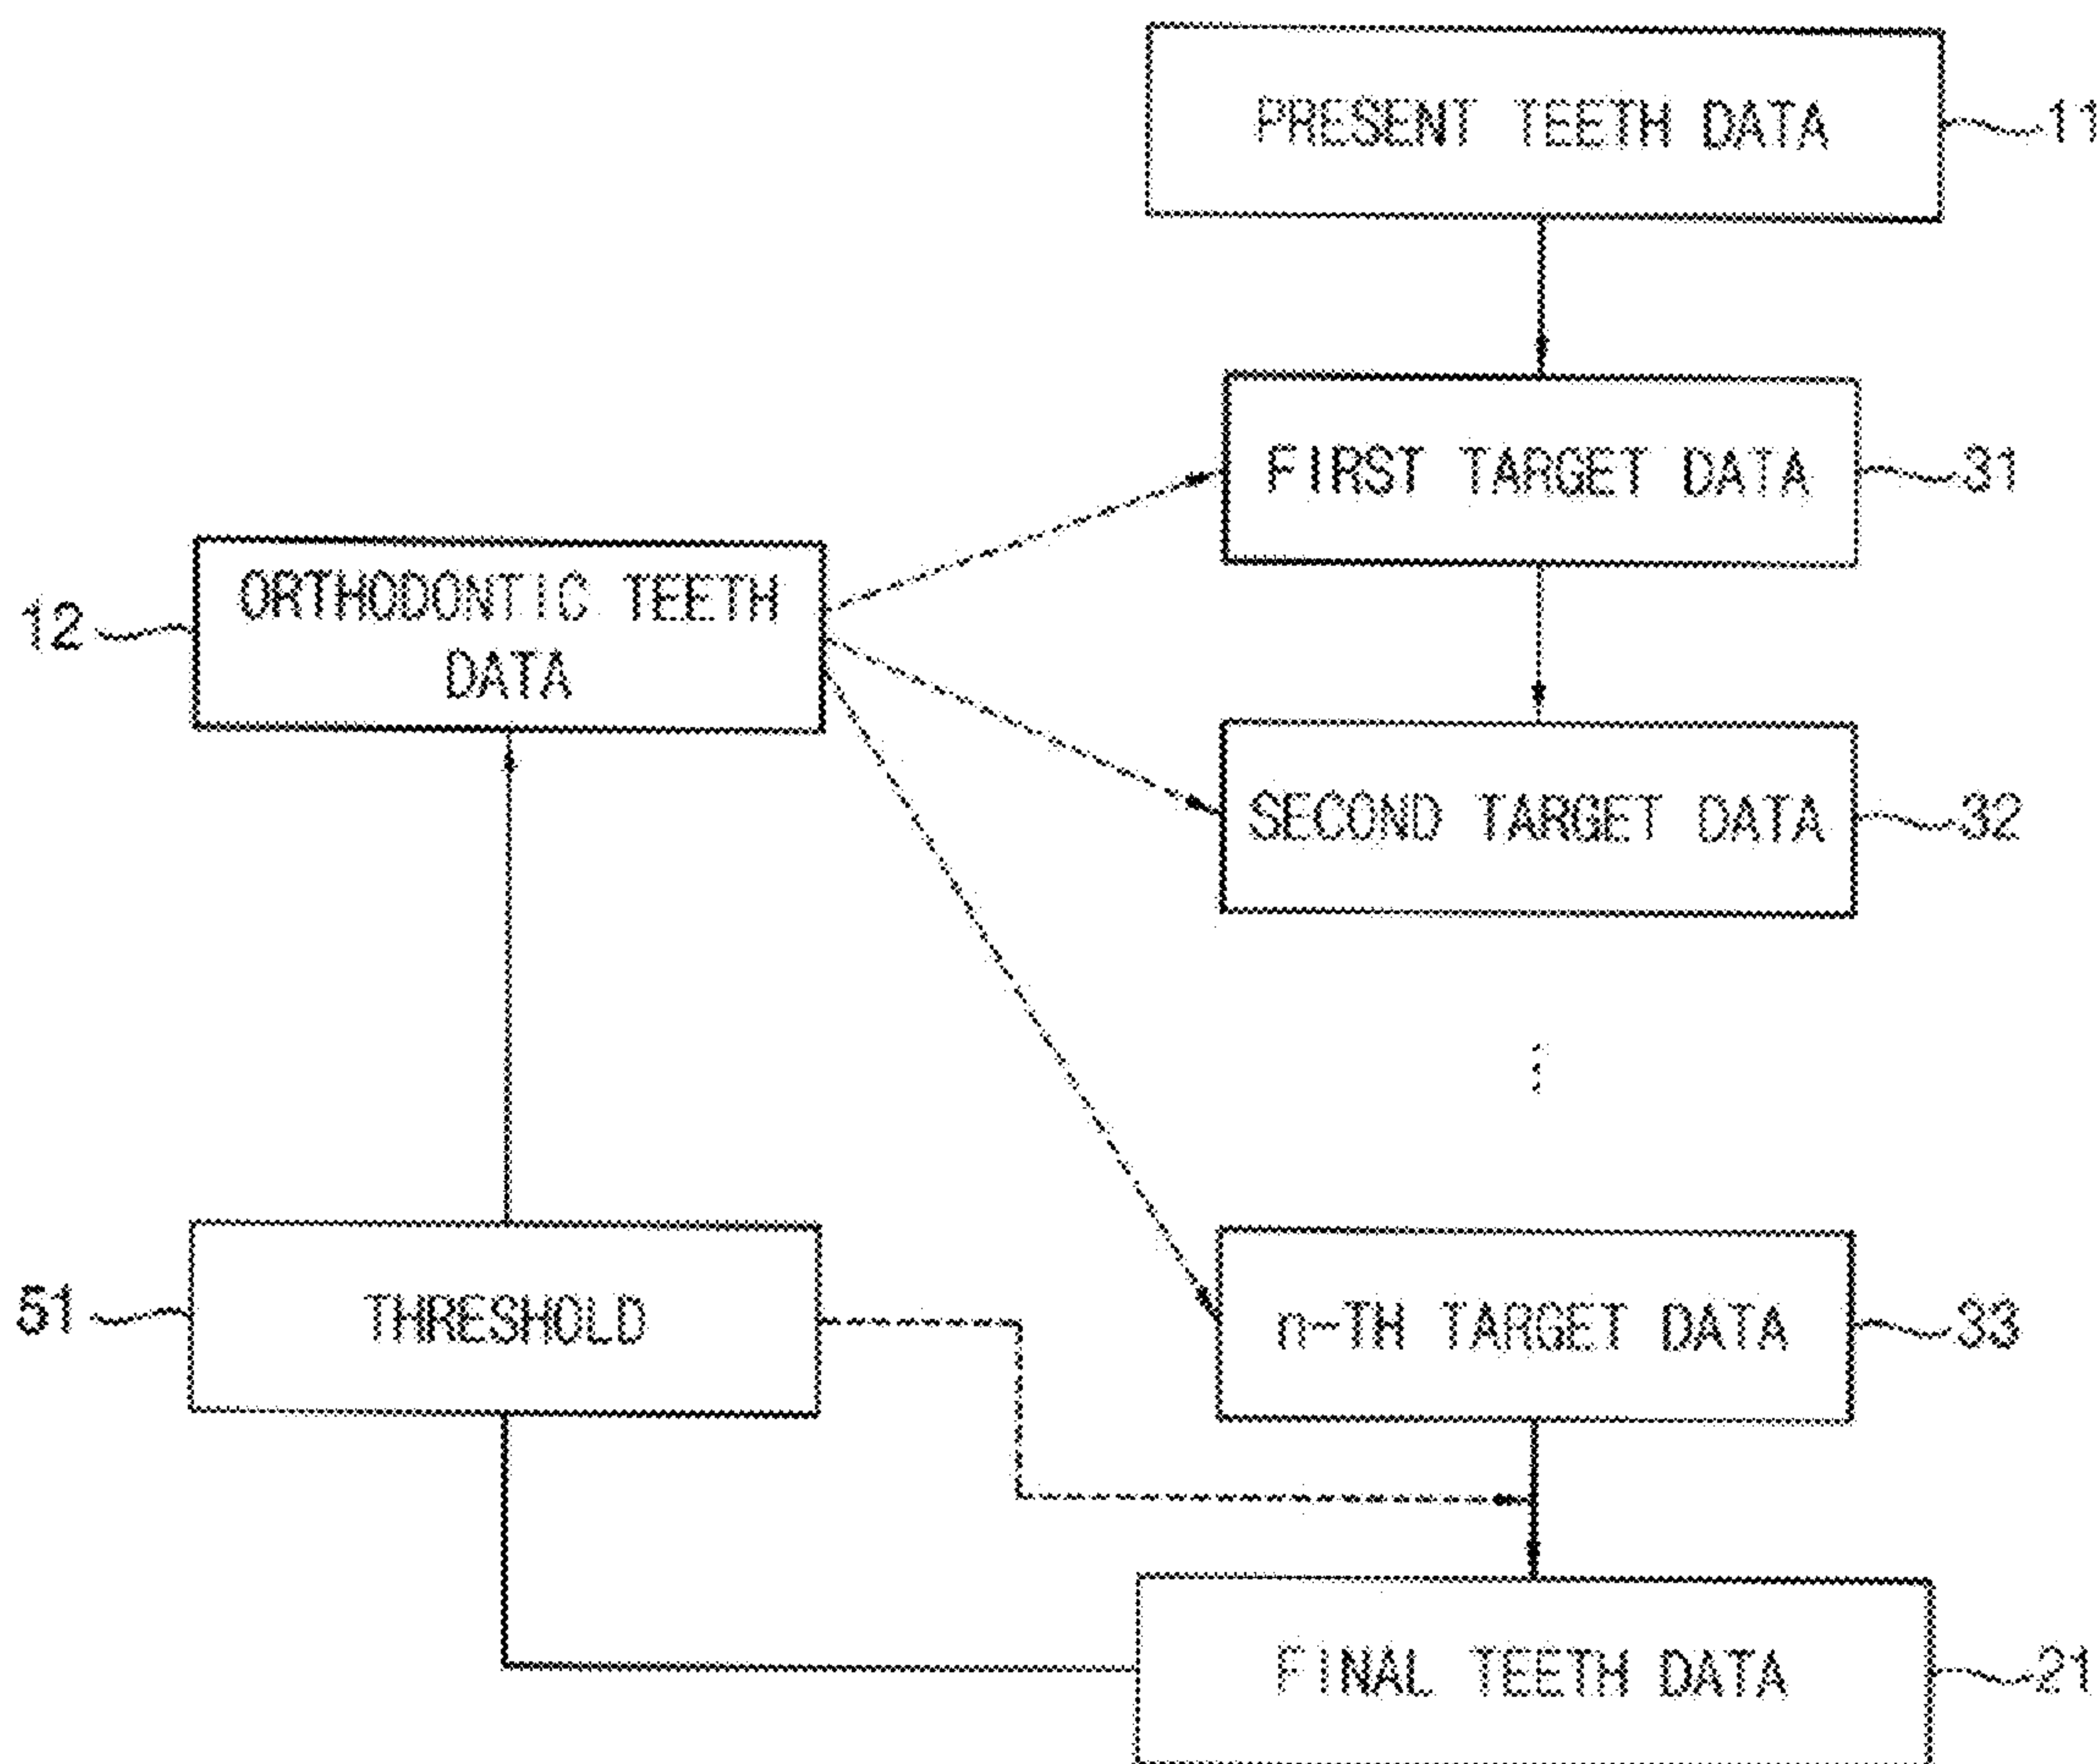 PRESENT TEETH DATA
11
FIRST TARGET DATA
31
12
ORTHODONTIC TEETH
DATA
SECOND TARGET DATA
32
51
THRESHOLD
n-TH TARGET DATA
33
FINAL TEETH DATA
21